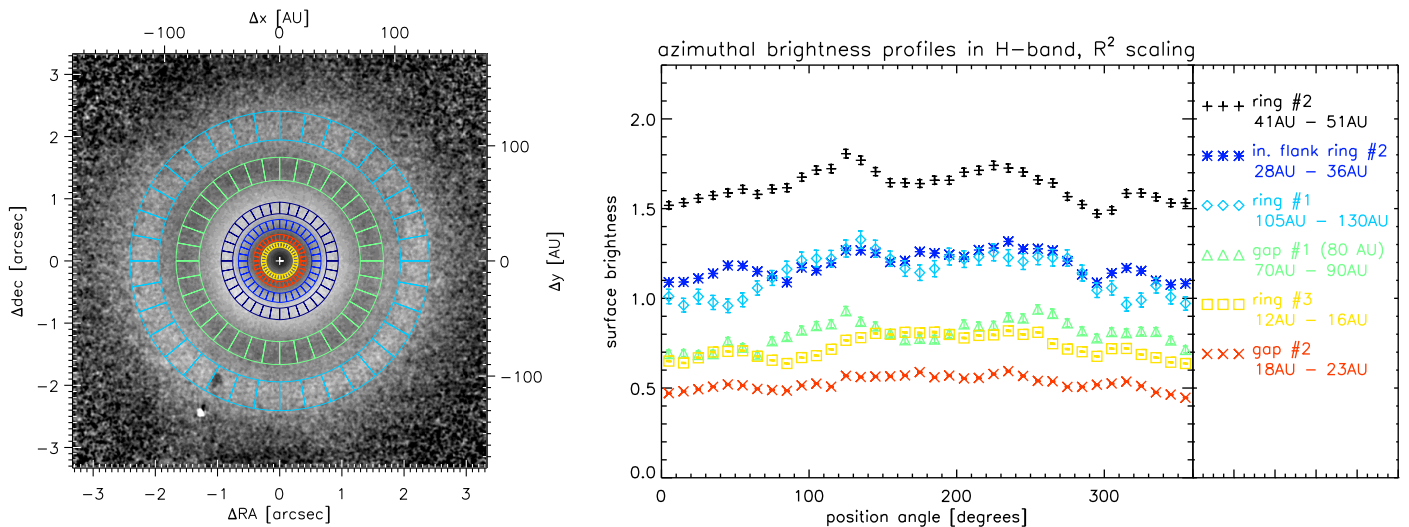 Δx [AU]
−100 0 100
3
2
1
0
−1
−2
−3
Δdec [arcsec]
100
0
−100
Δy [AU]
−3 −2 −1 0 1 2 3
ΔRA [arcsec]
azimuthal brightness profiles in H−band, R² scaling
2.0
1.5
1.0
0.5
0.0
surface brightness
0 100 200 300
position angle [degrees]
ring #2
41AU − 51AU
in. flank ring #2
28AU − 36AU
ring #1
105AU − 130AU
gap #1 (80 AU)
70AU − 90AU
ring #3
12AU − 16AU
gap #2
18AU − 23AU